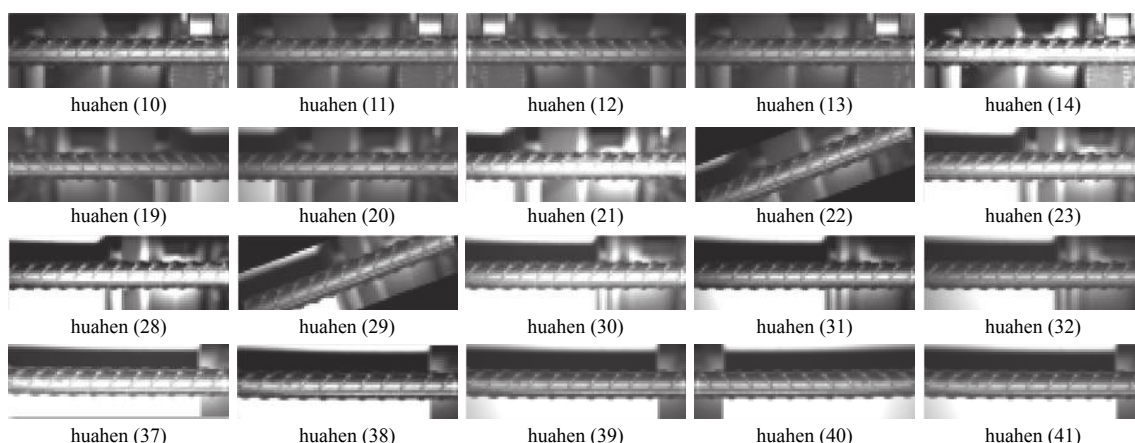 huahen (10) huahen (11) huahen (12) huahen (13) huahen (14)
huahen (19) huahen (20) huahen (21) huahen (22) huahen (23)
huahen (28) huahen (29) huahen (30) huahen (31) huahen (32)
huahen (37) huahen (38) huahen (39) huahen (40) huahen (41)